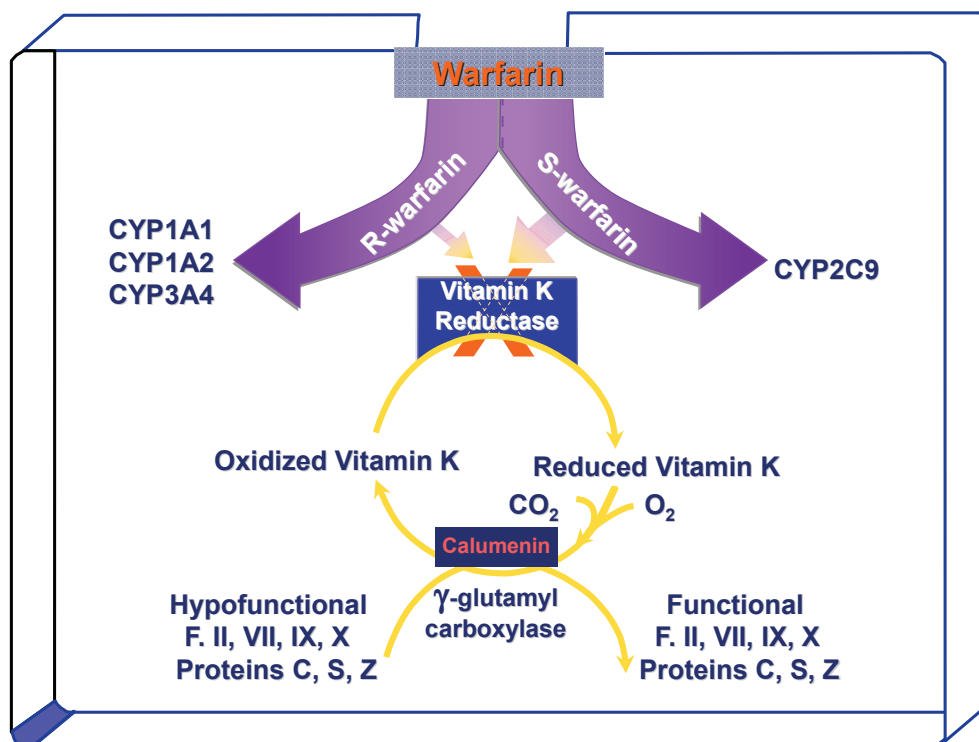 Warfarin
R-warfarin
S-warfarin
CYP1A1
CYP1A2
CYP3A4
CYP2C9
Vitamin K
Reductase
Oxidized Vitamin K
Reduced Vitamin K
CO₂
O₂
Calumenin
γ-glutamyl
carboxylase
Hypofunctional
F. II, VII, IX, X
Proteins C, S, Z
Functional
F. II, VII, IX, X
Proteins C, S, Z